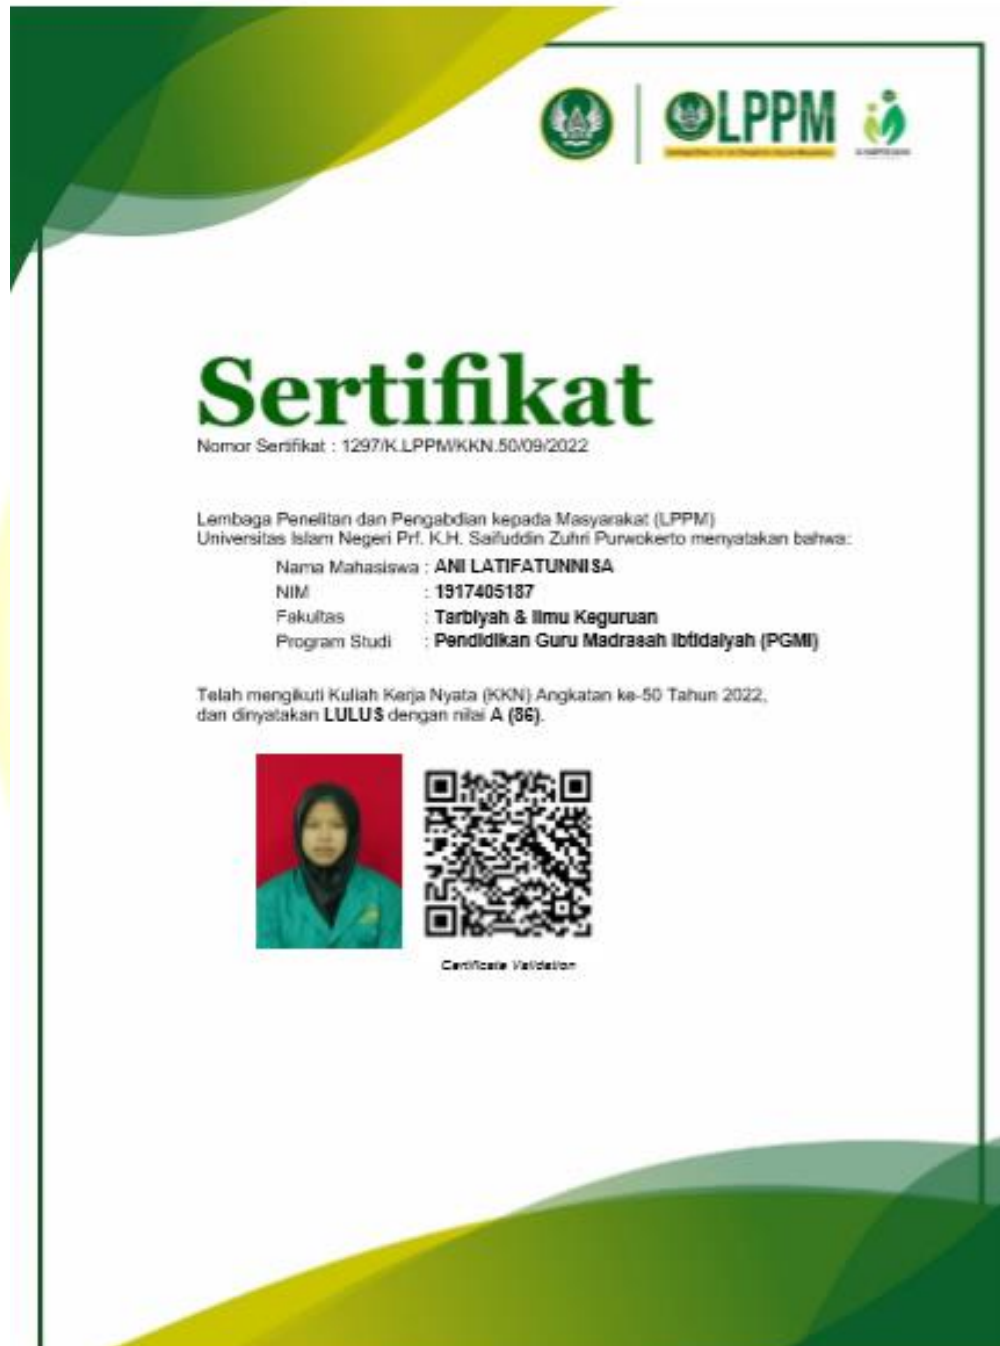 LPPM
Sertifikat
Nomor Sertifikat : 1297/K.LPPM/KKN.50/09/2022
Lembaga Penelitan dan Pengabdian kepada Masyarakat (LPPM)
Universitas Islam Negeri Prf. K.H. Saifuddin Zuhri Purwokerto menyatakan bahwa:
Nama Mahasiswa : ANI LATIFATUNNISA
NIM : 1917405187
Fakultas : Tarbiyah & Ilmu Keguruan
Program Studi : Pendidikan Guru Madrasah Ibtidaiyah (PGMI)
Telah mengikuti Kuliah Kerja Nyata (KKN) Angkatan ke-50 Tahun 2022,
dan dinyatakan LULUS dengan nilai A (86).
Certificate Validation